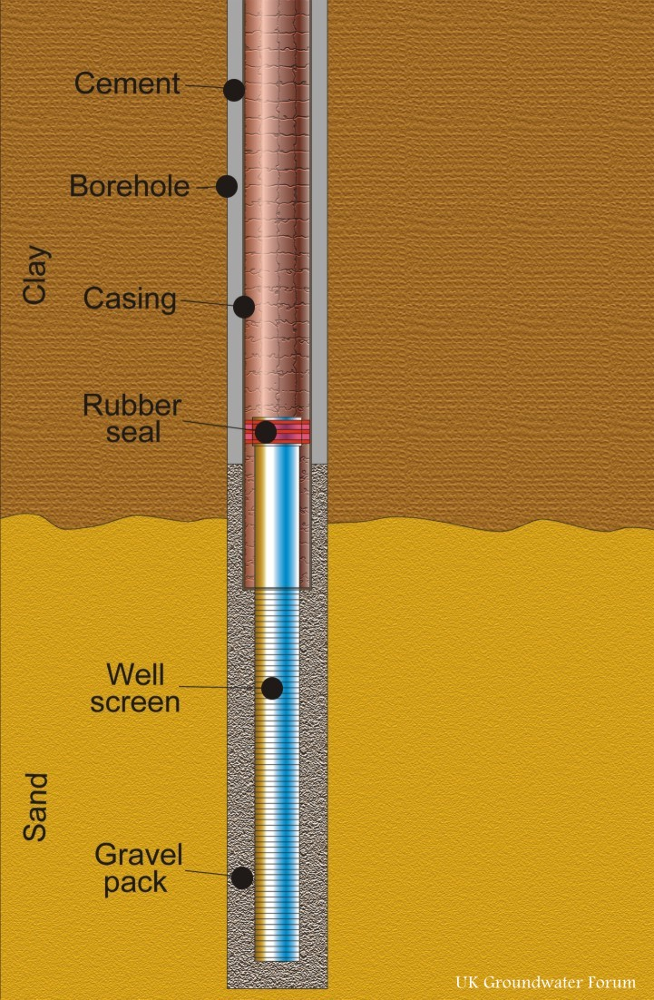 Cement
Borehole
Clay
Casing
Rubber
seal
Well
screen
Sand
Gravel
pack
UK Groundwater Forum